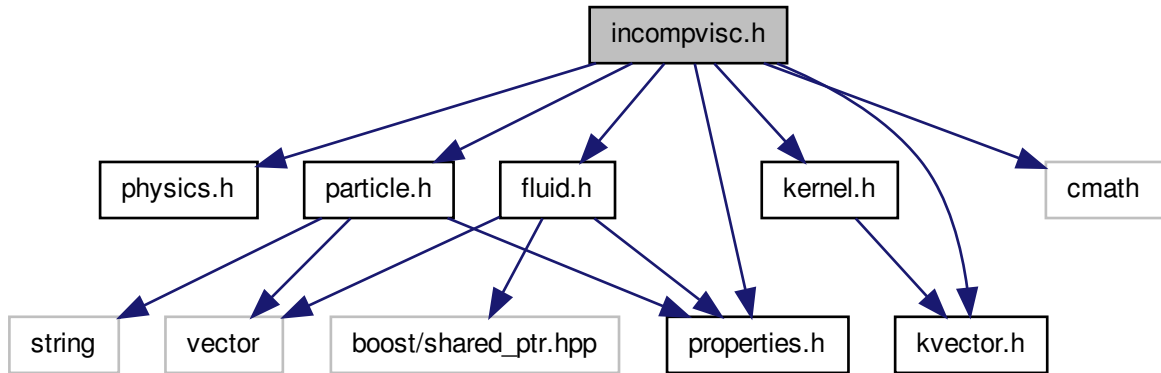 incompvisc.h
physics.h
particle.h
fluid.h
kernel.h
cmath
string
vector
boost/shared_ptr.hpp
properties.h
kvector.h